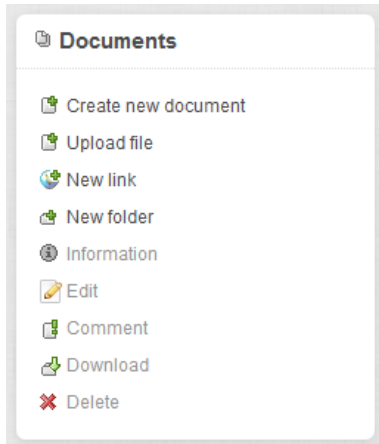 Documents
Create new document
Upload file
New link
New folder
Information
Edit
Comment
Download
Delete